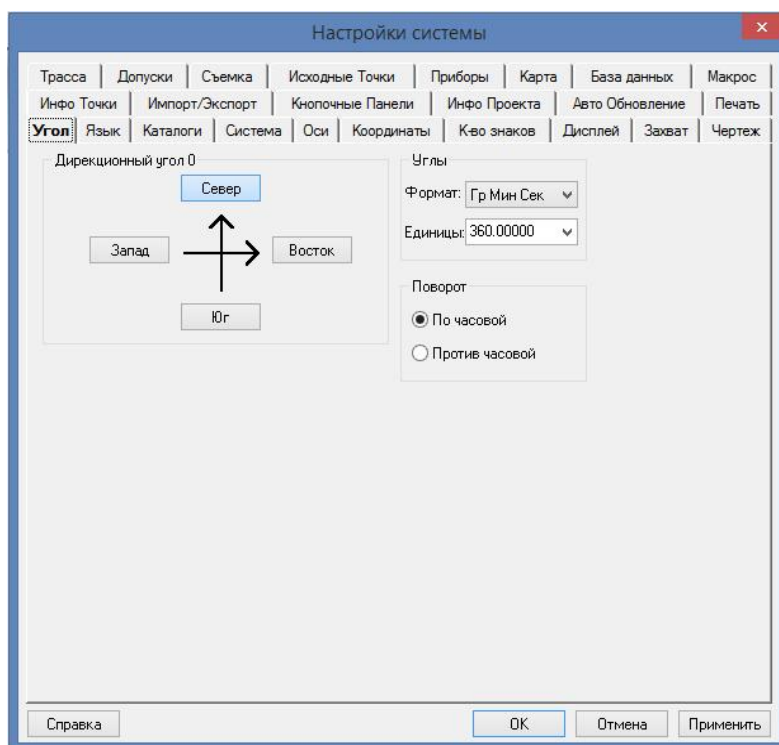 Настройки системы
Трасса Допуски Съемка Исходные Точки Приборы Карта База данных Макрос
Инфо Точки Импорт/Экспорт Кнопочные Панели Инфо Проекта Авто Обновление Печать
Угол Язык Каталоги Система Оси Координаты К-во знаков Дисплей Захват Чертеж
Дирекционный угол 0
Север
Запад
Восток
Юг
Углы
Формат: Гр Мин Сек
Единицы: 360.00000
Поворот
По часовой
Против часовой
Справка OK Отмена Применить